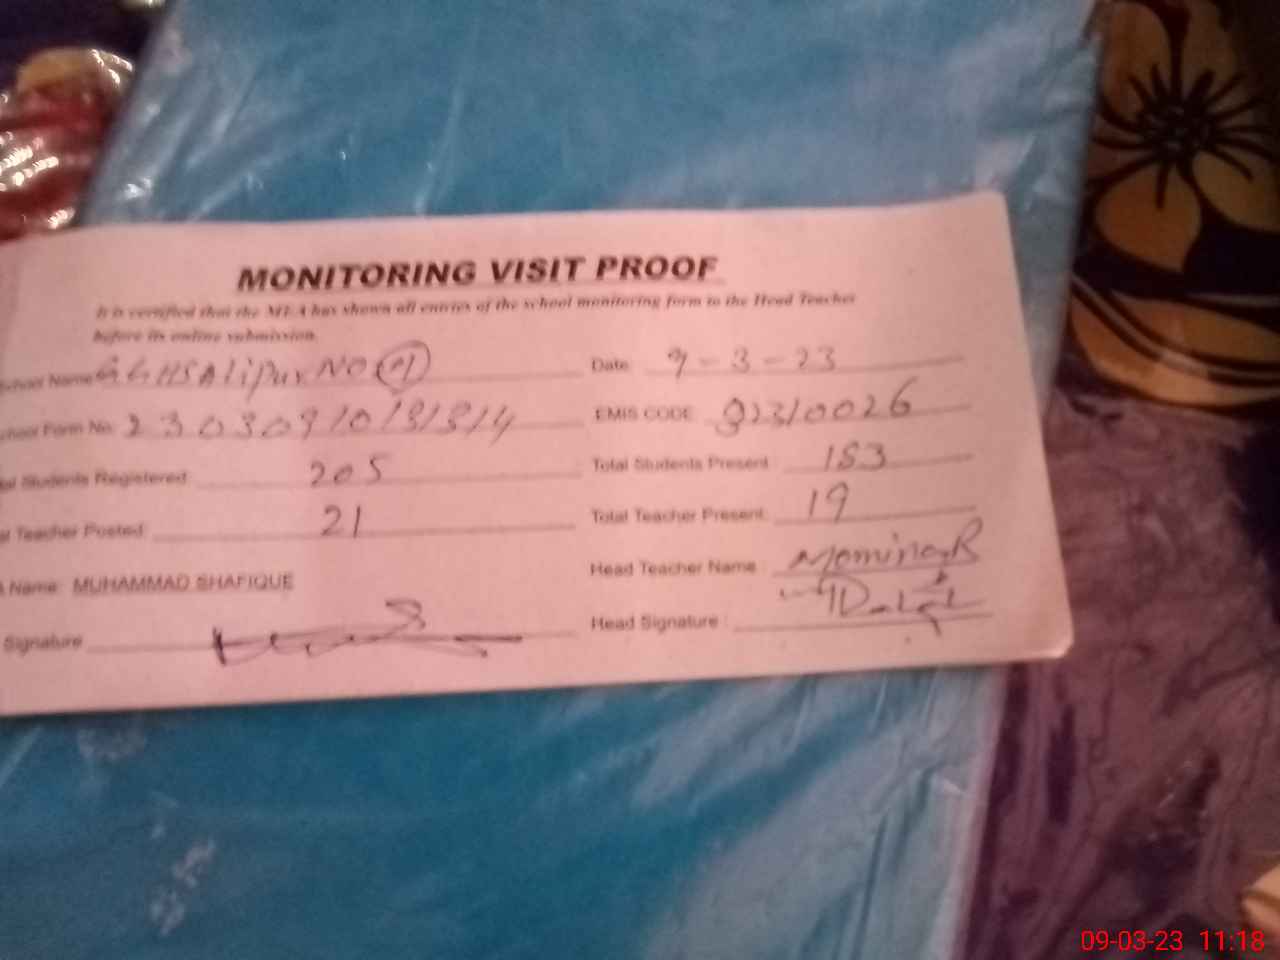 MONITORING VISIT PROOF
It is certified that the MEA has shown all entries of the school monitoring form to the Head Teacher
before its online submission.
School Name GGHS Alipur NO 01 Date: 9-3-23
School Form No: EMIS CODE 32310026
al Students Registered 205 Total Students Present 183
al Teacher Posted: 21 Total Teacher Present: 19
A Name: MUHAMMAD SHAFIQUE Head Teacher Name:
Signature Head Signature:
09-03-23 11:18